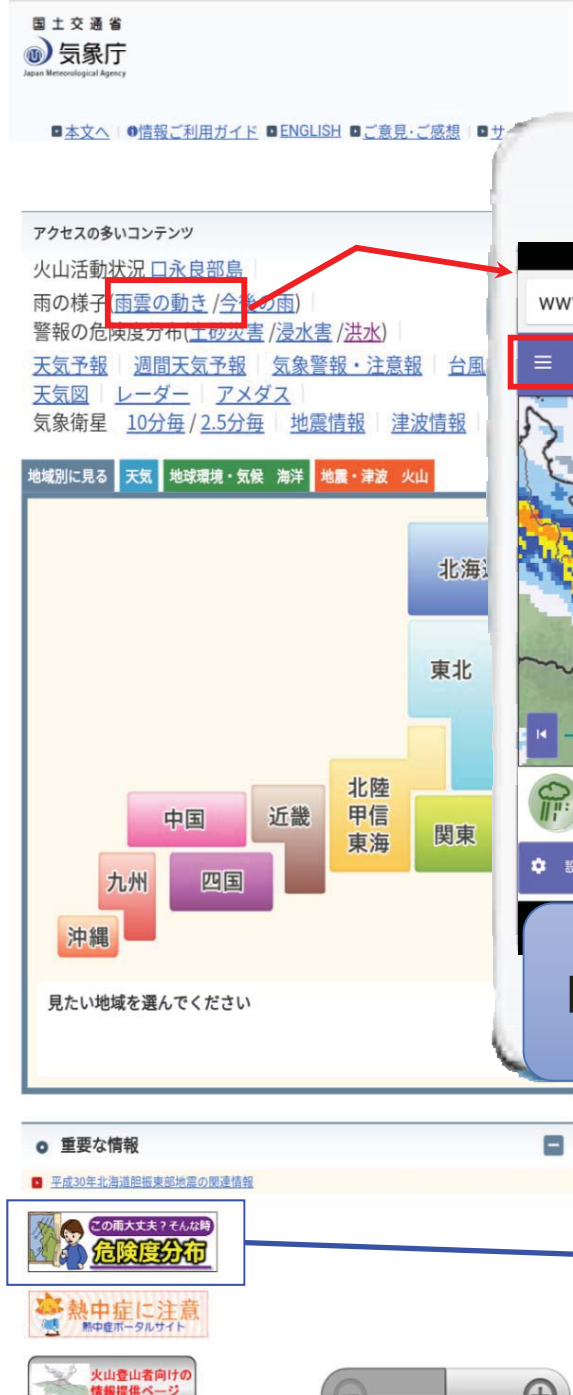 国土交通省
気象庁
Japan Meteorological Agency
本文へ 情報ご利用ガイド ENGLISH ご意見・ご感想 サ
アクセスの多いコンテンツ
火山活動状況 口永良部島
雨の様子(雨雲の動き /今後の雨)
警報の危険度分布(土砂災害 /浸水害 /洪水)
天気予報 週間天気予報 気象警報・注意報 台風
天気図 レーダー アメダス
気象衛星 10分毎 / 2.5分毎 地震情報 津波情報
地域別に見る 天気 地球環境・気候 海洋 地震・津波 火山
北海道
東北
北陸
甲信
東海
関東
近畿
中国
四国
九州
沖縄
見たい地域を選んでください
重要な情報
平成30年北海道胆振東部地震の関連情報
この雨大丈夫?そんな時
危険度分布
熱中症に注意
熱中症ポータルサイト
火山登山者向けの
情報提供ページ
ww
設